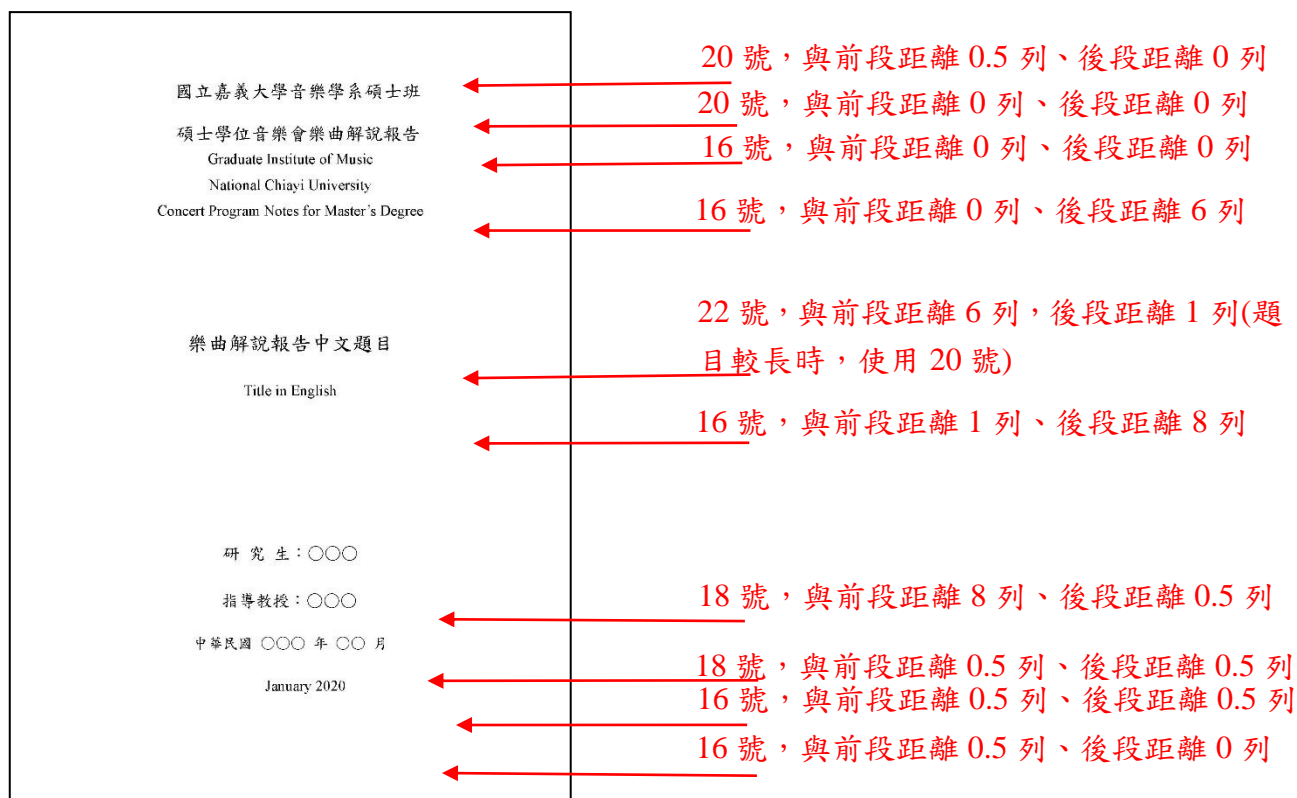 國立嘉義大學音樂學系碩士班
碩士學位音樂會樂曲解說報告
Graduate Institute of Music
National Chiayi University
Concert Program Notes for Master's Degree
樂曲解說報告中文題目
Title in English
研 究 生：○○○
指導教授：○○○
中華民國 ○○○ 年 ○○ 月
January 2020
20 號，與前段距離 0.5 列、後段距離 0 列
20 號，與前段距離 0 列、後段距離 0 列
16 號，與前段距離 0 列、後段距離 0 列
16 號，與前段距離 0 列、後段距離 6 列
22 號，與前段距離 6 列，後段距離 1 列(題
目較長時，使用 20 號)
16 號，與前段距離 1 列、後段距離 8 列
18 號，與前段距離 8 列、後段距離 0.5 列
18 號，與前段距離 0.5 列、後段距離 0.5 列
16 號，與前段距離 0.5 列、後段距離 0.5 列
16 號，與前段距離 0.5 列、後段距離 0 列